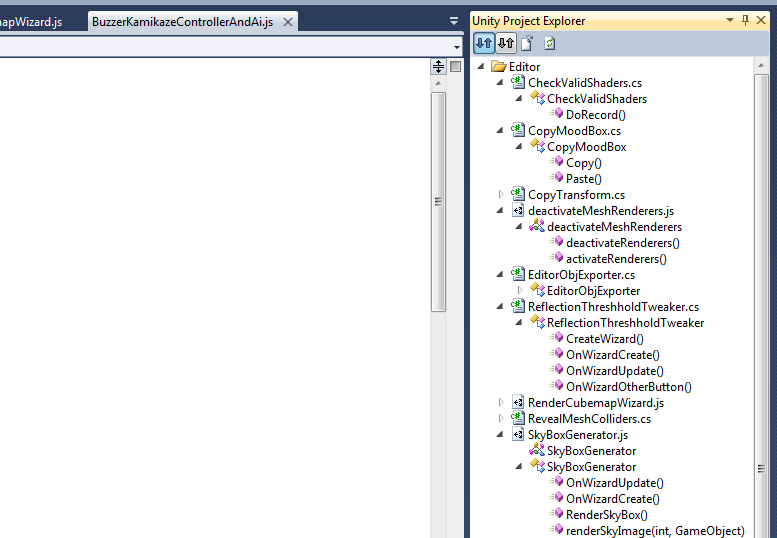 mapWizard.js
BuzzerKamikazeControllerAndAi.js
Unity Project Explorer
Editor
CheckValidShaders.cs
CheckValidShaders
DoRecord()
CopyMoodBox.cs
CopyMoodBox
Copy()
Paste()
CopyTransform.cs
deactivateMeshRenderers.js
deactivateMeshRenderers
deactivateRenderers()
activateRenderers()
EditorObjExporter.cs
EditorObjExporter
ReflectionThreshholdTweaker.cs
ReflectionThreshholdTweaker
CreateWizard()
OnWizardCreate()
OnWizardUpdate()
OnWizardOtherButton()
RenderCubemapWizard.js
RevealMeshColliders.cs
SkyBoxGenerator.js
SkyBoxGenerator
SkyBoxGenerator
OnWizardUpdate()
OnWizardCreate()
RenderSkyBox()
renderSkyImage(int, GameObject)